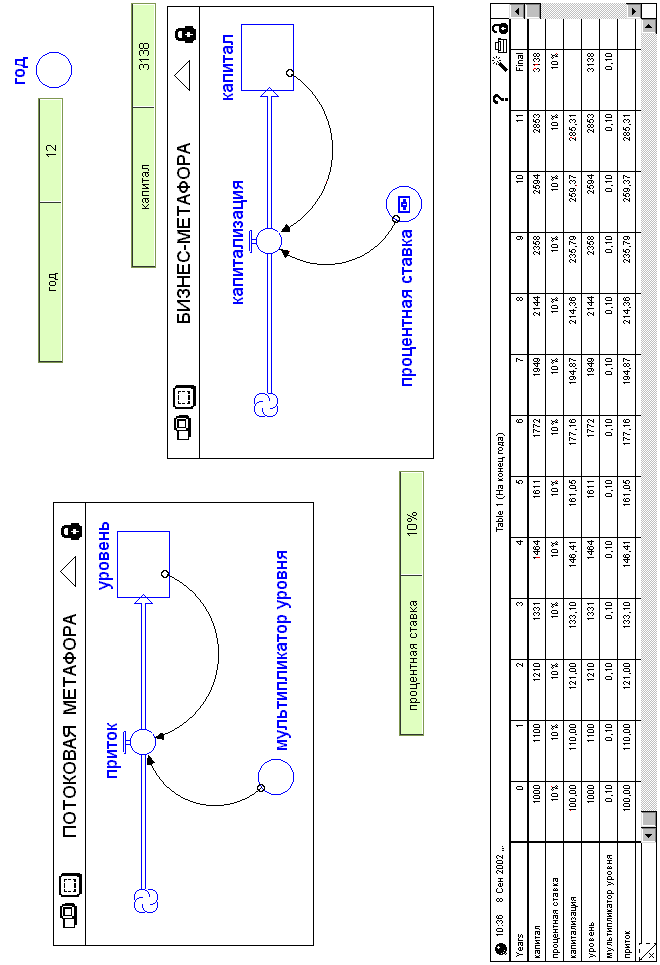 ПОТОКОВАЯ МЕТАФОРА
уровень
приток
мультипликатор уровня
год
год 12
капитал 3138
БИЗНЕС-МЕТАФОРА
капитал
капитализация
процентная ставка
процентная ставка 10%
10:36 8 Сен 2002 ,,, Table 1 (На конец года) ?
Years 0 1 2 3 4 5 6 7 8 9 10 11 Final
капитал 1000 1100 1210 1331 1464 1611 1772 1949 2144 2358 2594 2853 3138
процентная ставка 10% 10% 10% 10% 10% 10% 10% 10% 10% 10% 10% 10% 10%
капитализация 100,00 110,00 121,00 133,10 146,41 161,05 177,16 194,87 214,36 235,79 259,37 285,31
уровень 1000 1100 1210 1331 1464 1611 1772 1949 2144 2358 2594 2853 3138
мультипликатор уровня 0,10 0,10 0,10 0,10 0,10 0,10 0,10 0,10 0,10 0,10 0,10 0,10 0,10
приток 100,00 110,00 121,00 133,10 146,41 161,05 177,16 194,87 214,36 235,79 259,37 285,31